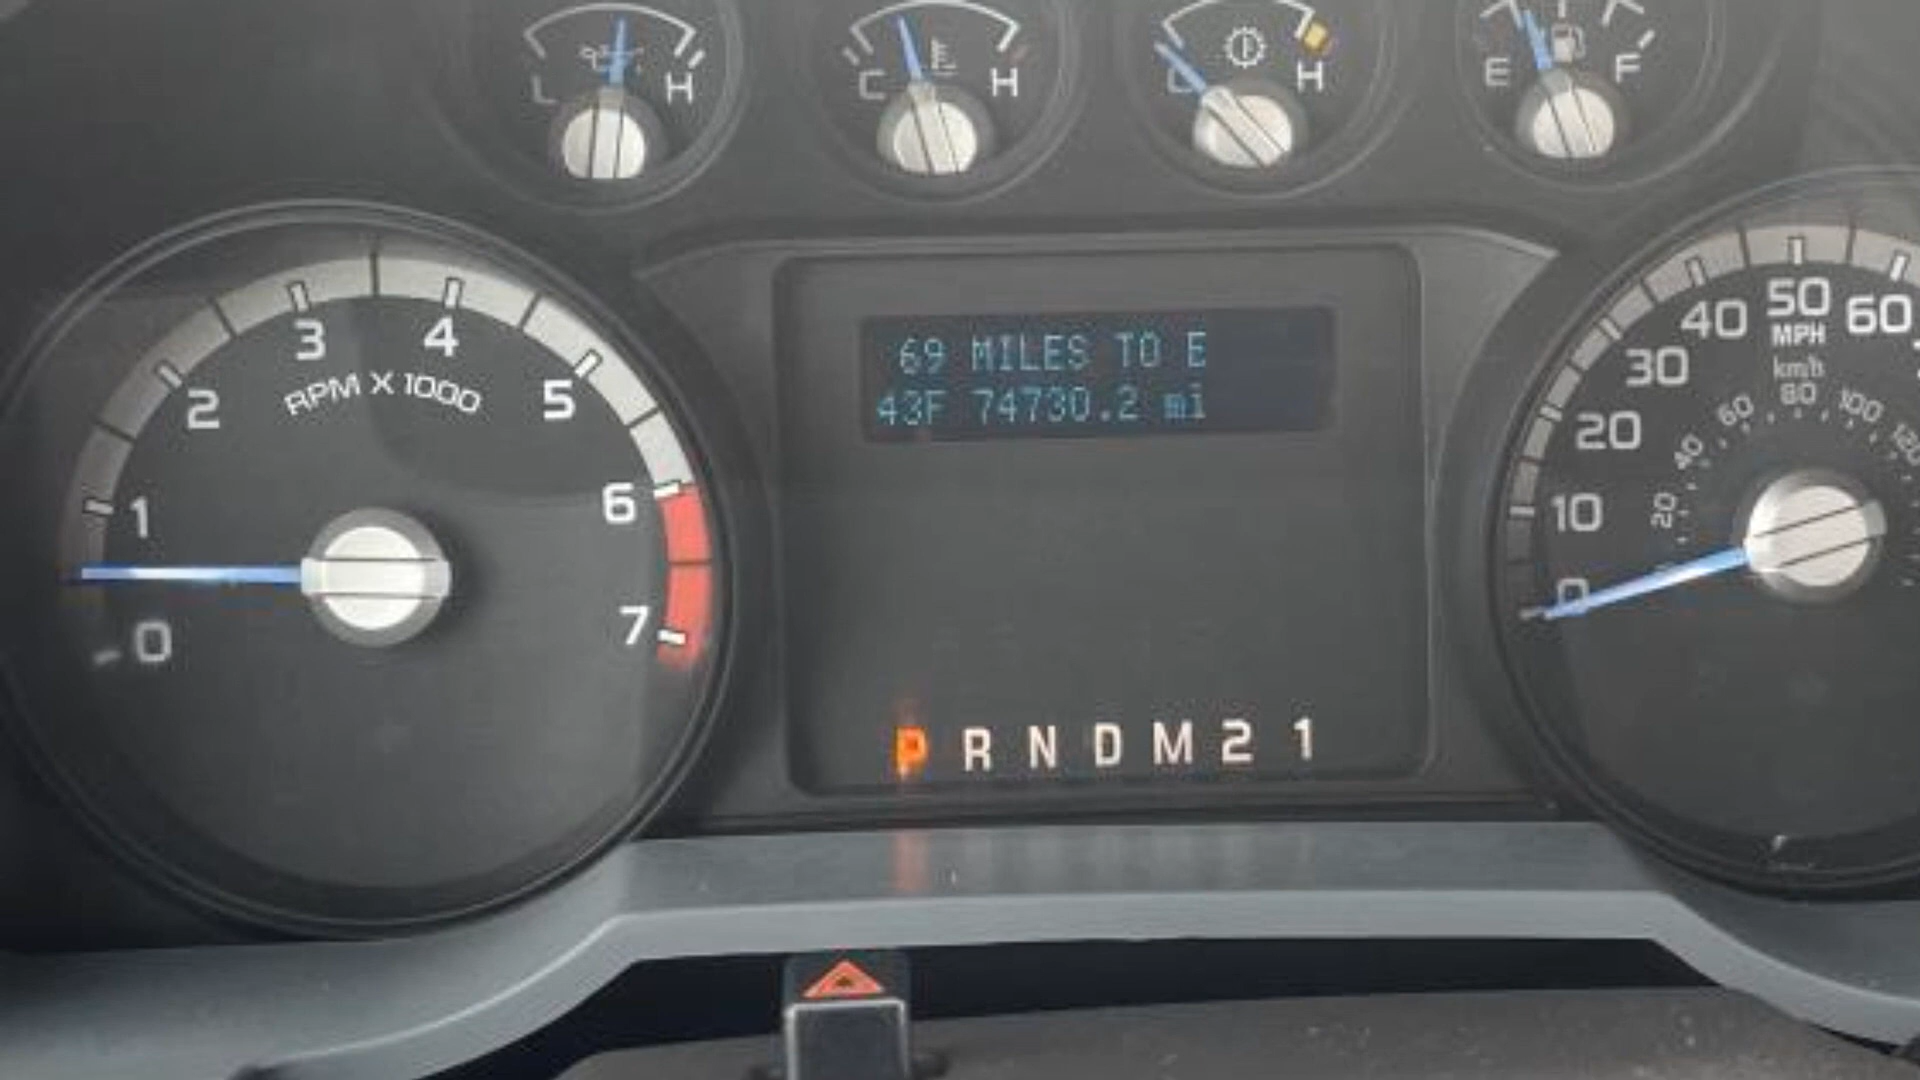 L H
C H
C H
E F
0 1 2 3 4 5 6 7
RPM X 1000
69 MILES TO E
43F 74730.2 mi
P R N D M 2 1
0 10 20 30 40 50 60
MPH
km/h
20 40 60 80 100 120